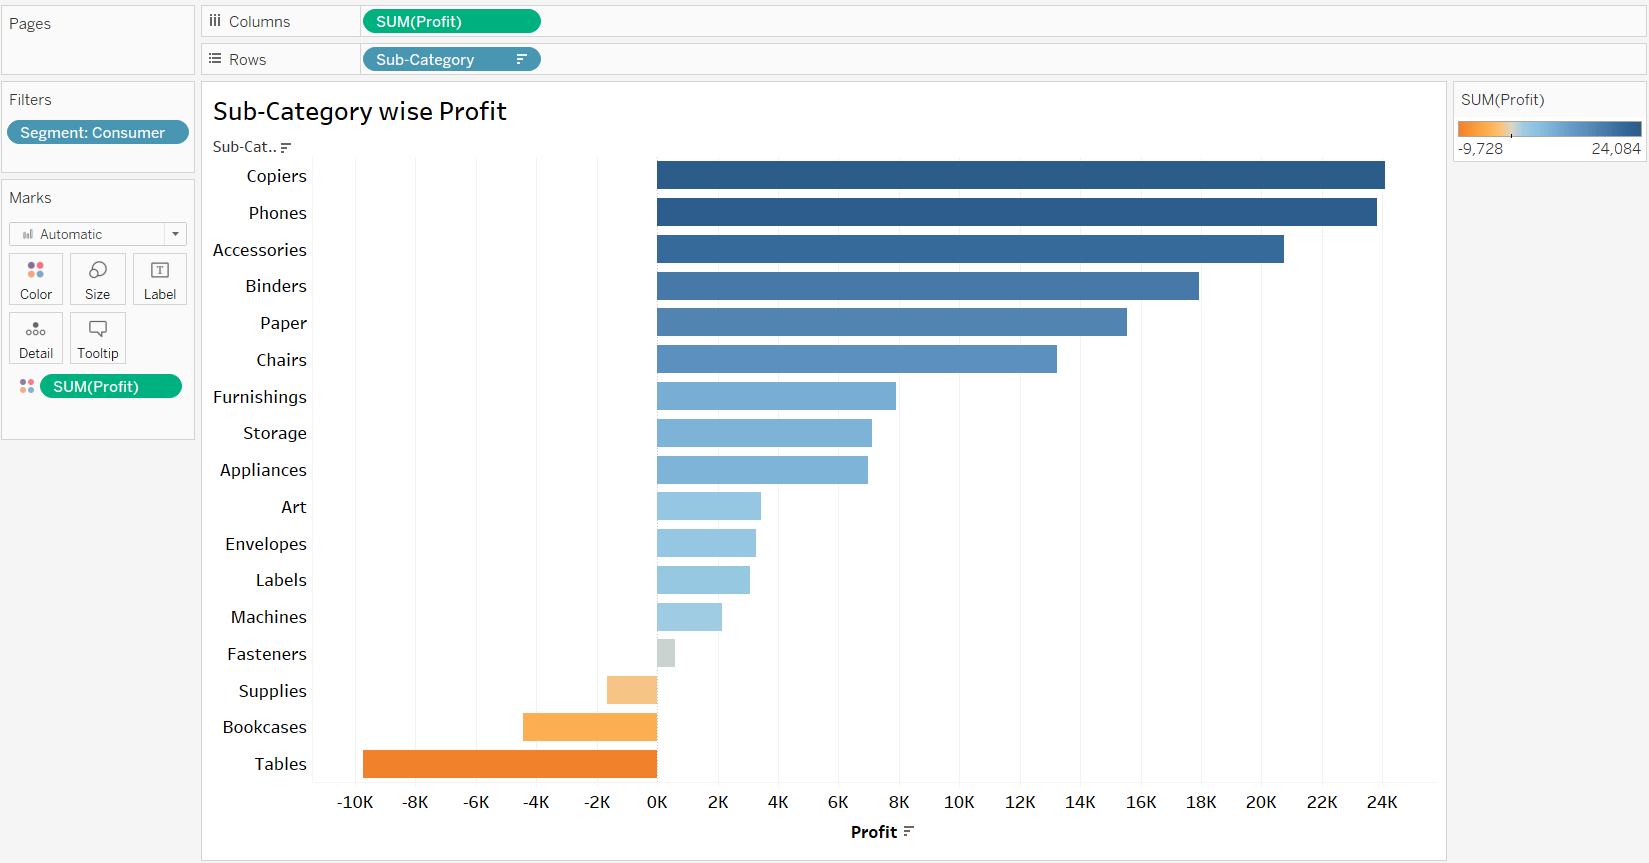 Pages
Columns
SUM(Profit)
Rows
Sub-Category
Filters
Segment: Consumer
Marks
Automatic
Color
Size
T
Label
Detail
Tooltip
SUM(Profit)
Sub-Category wise Profit
Sub-Cat..
Copiers
Phones
Accessories
Binders
Paper
Chairs
Furnishings
Storage
Appliances
Art
Envelopes
Labels
Machines
Fasteners
Supplies
Bookcases
Tables
-10K -8K -6K -4K -2K 0K 2K 4K 6K 8K 10K 12K 14K 16K 18K 20K 22K 24K
Profit
SUM(Profit)
-9,728 24,084